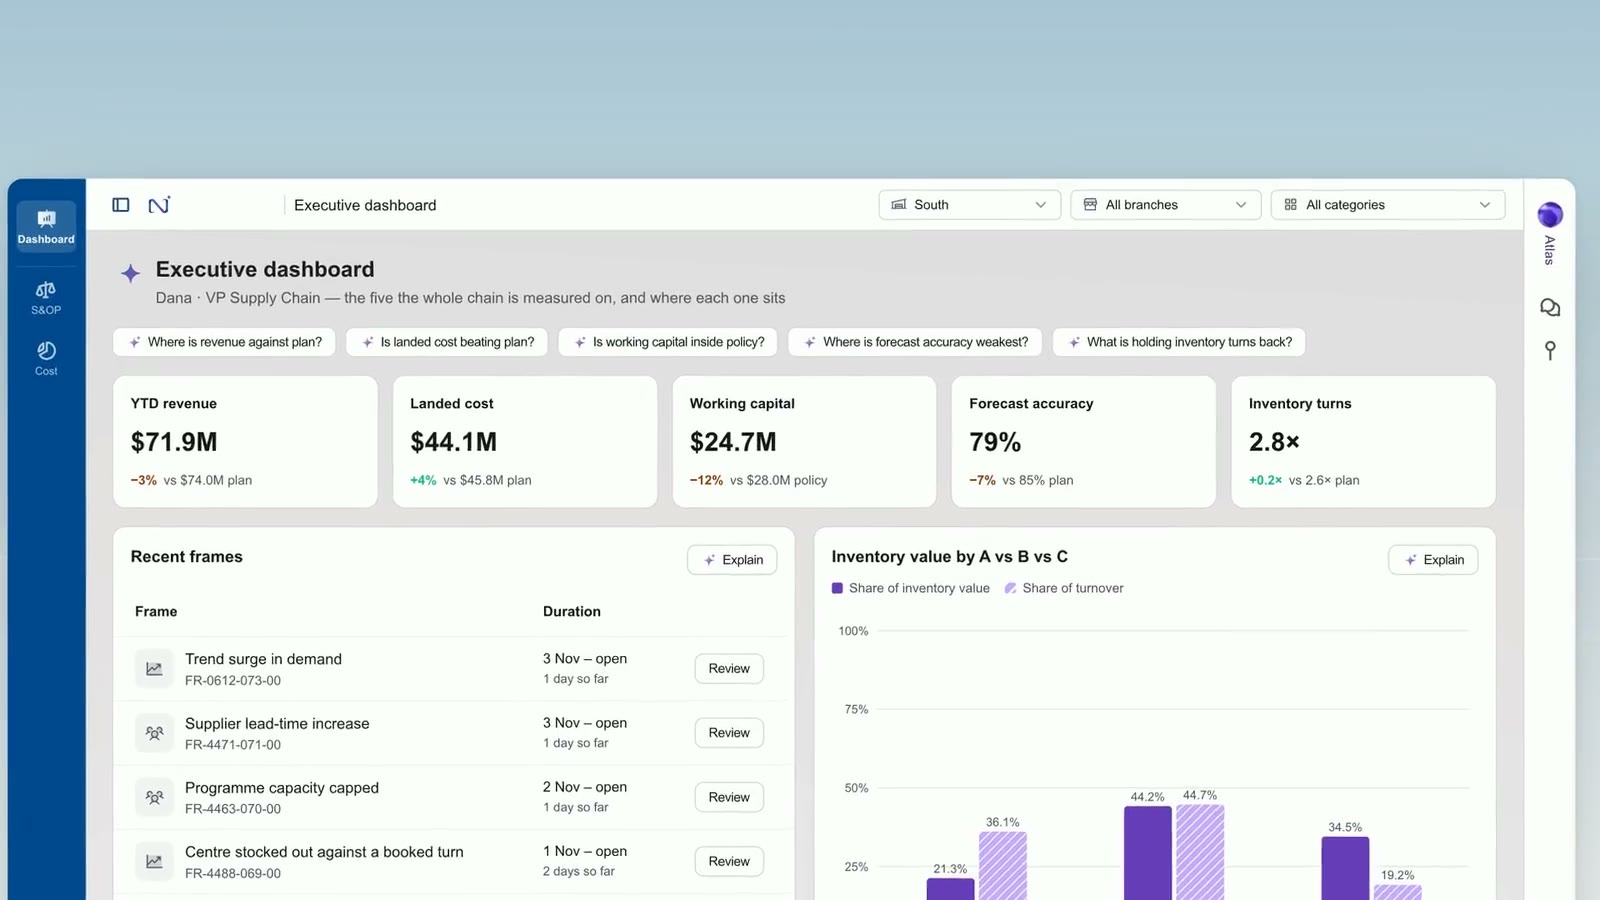 Executive dashboard
South
All branches
All categories
Dashboard
S&OP
Cost
Atlas
Executive dashboard
Dana · VP Supply Chain — the five the whole chain is measured on, and where each one sits
Where is revenue against plan?
Is landed cost beating plan?
Is working capital inside policy?
Where is forecast accuracy weakest?
What is holding inventory turns back?
YTD revenue
$71.9M
−3% vs $74.0M plan
Landed cost
$44.1M
+4% vs $45.8M plan
Working capital
$24.7M
−12% vs $28.0M policy
Forecast accuracy
79%
−7% vs 85% plan
Inventory turns
2.8×
+0.2× vs 2.6× plan
Recent frames
Explain
Frame
Duration
Trend surge in demand
FR-0612-073-00
3 Nov – open
1 day so far
Review
Supplier lead-time increase
FR-4471-071-00
3 Nov – open
1 day so far
Review
Programme capacity capped
FR-4463-070-00
2 Nov – open
1 day so far
Review
Centre stocked out against a booked turn
FR-4488-069-00
1 Nov – open
2 days so far
Review
Inventory value by A vs B vs C
Explain
Share of inventory value
Share of turnover
100%
75%
50%
25%
21.3%
36.1%
44.2%
44.7%
34.5%
19.2%